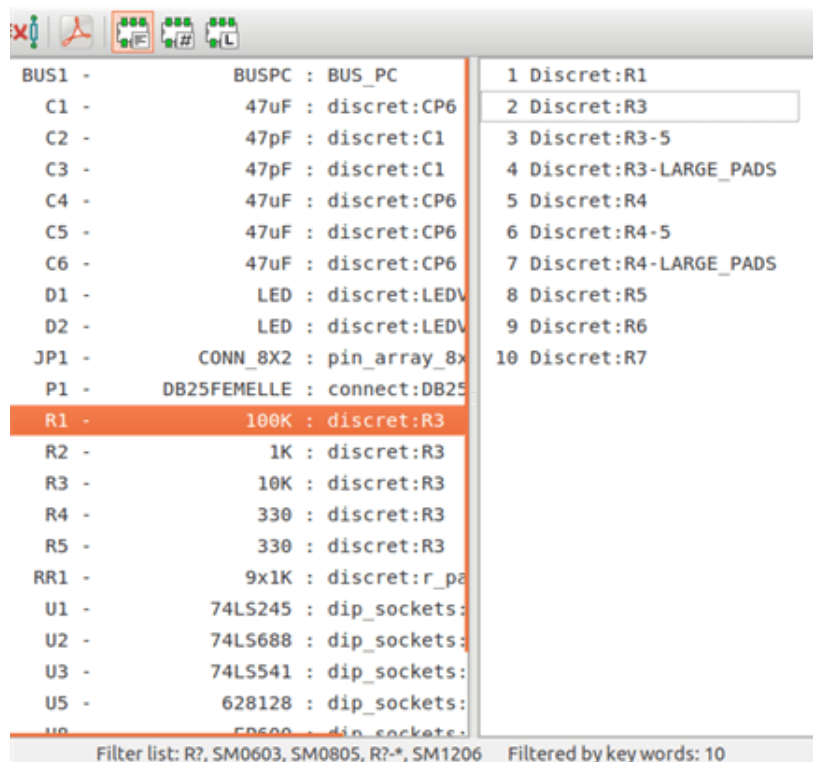 BUS1 - BUSPC : BUS_PC
C1 - 47uF : discret:CP6
C2 - 47pF : discret:C1
C3 - 47pF : discret:C1
C4 - 47uF : discret:CP6
C5 - 47uF : discret:CP6
C6 - 47uF : discret:CP6
D1 - LED : discret:LEDV
D2 - LED : discret:LEDV
JP1 - CONN_8X2 : pin_array_8x
P1 - DB25FEMELLE : connect:DB25
R1 - 100K : discret:R3
R2 - 1K : discret:R3
R3 - 10K : discret:R3
R4 - 330 : discret:R3
R5 - 330 : discret:R3
RR1 - 9x1K : discret:r_pa
U1 - 74LS245 : dip_sockets:
U2 - 74LS688 : dip_sockets:
U3 - 74LS541 : dip_sockets:
U5 - 628128 : dip_sockets:
U8 EP600 dip_sockets:
1 Discret:R1
2 Discret:R3
3 Discret:R3-5
4 Discret:R3-LARGE_PADS
5 Discret:R4
6 Discret:R4-5
7 Discret:R4-LARGE_PADS
8 Discret:R5
9 Discret:R6
10 Discret:R7
Filter list: R?, SM0603, SM0805, R?-*, SM1206 Filtered by key words: 10